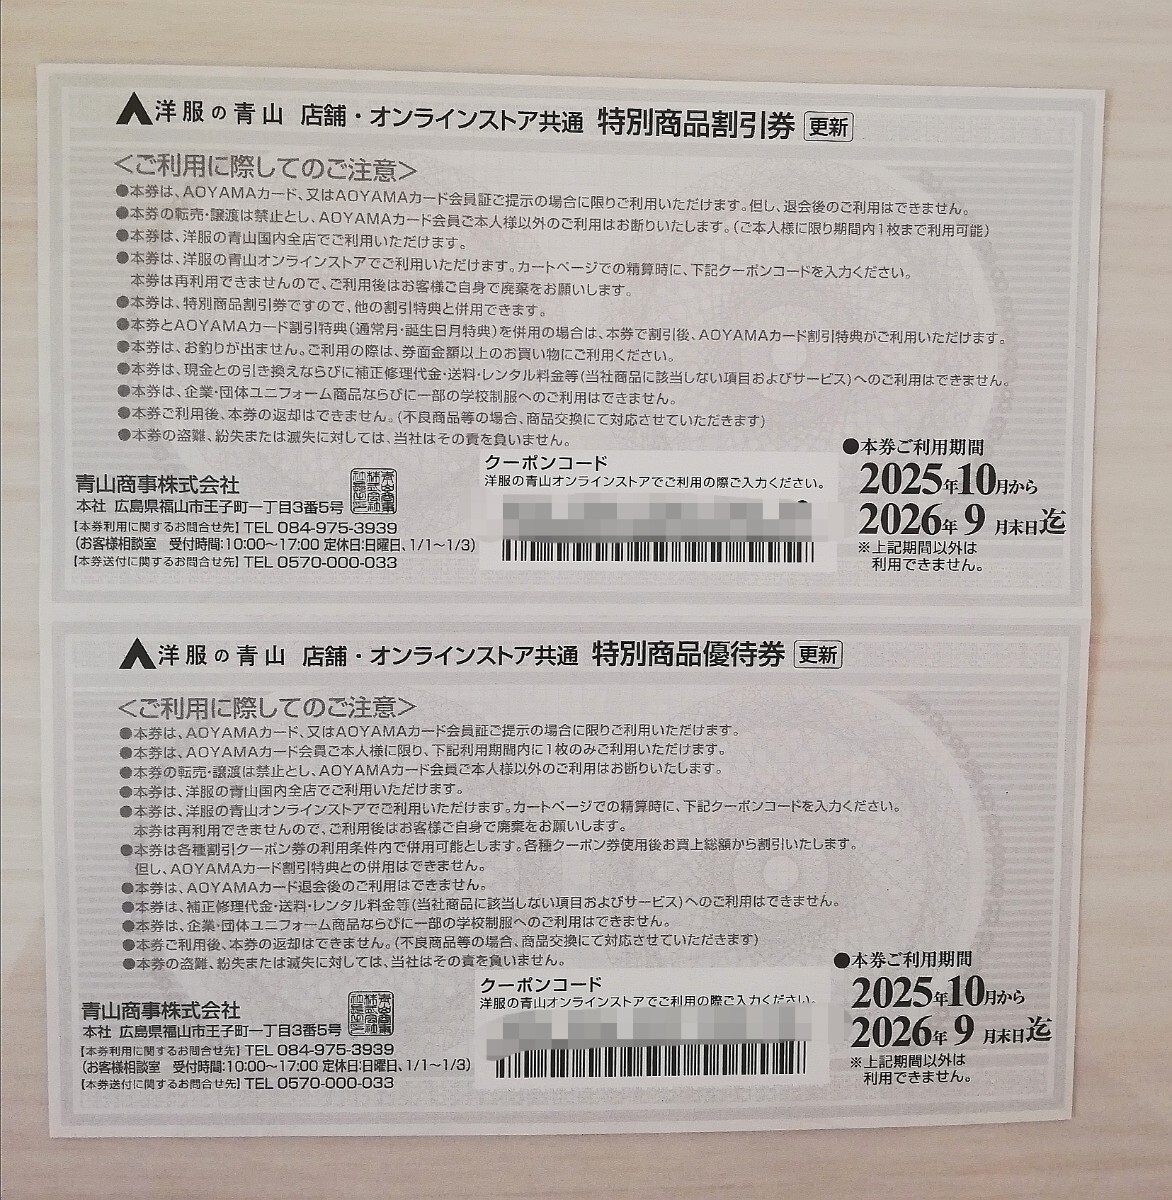 洋服の青山 店舗・オンラインストア共通 特別商品割引券 更新
<ご利用に際してのご注意>
●本券は、AOYAMAカード、又はAOYAMAカード会員証ご提示の場合に限りご利用いただけます。但し、退会後のご利用はできません。
●本券の転売・譲渡は禁止とし、AOYAMAカード会員ご本人様以外のご利用はお断りいたします。(ご本人様に限り期間内1枚まで利用可能)
●本券は、洋服の青山国内全店でご利用いただけます。
●本券は、洋服の青山オンラインストアでご利用いただけます。カートページでの精算時に、下記クーポンコードを入力ください。
本券は再利用できませんので、ご利用後はお客様ご自身で廃棄をお願いします。
●本券は、特別商品割引券ですので、他の割引特典と併用できます。
●本券とAOYAMAカード割引特典(通常月・誕生日月特典)を併用の場合は、本券で割引後、AOYAMAカード割引特典がご利用いただけます。
●本券は、お釣りが出ません。ご利用の際は、券面金額以上のお買い物にご利用ください。
●本券は、現金との引き換えならびに補正修理代金・送料・レンタル料金等(当社商品に該当しない項目およびサービス)へのご利用はできません。
●本券は、企業・団体ユニフォーム商品ならびに一部の学校制服へのご利用はできません。
●本券ご利用後、本券の返却はできません。(不良商品等の場合、商品交換にて対応させていただきます)
●本券の盗難、紛失または滅失に対しては、当社はその責を負いません。
青山商事株式会社
本社 広島県福山市王子町一丁目3番5号
【本券利用に関するお問合せ先】TEL 084-975-3939
(お客様相談室 受付時間:10:00〜17:00 定休日:日曜日、1/1〜1/3)
【本券送付に関するお問合せ先】TEL 0570-000-033
クーポンコード
洋服の青山オンラインストアでご利用の際ご入力ください。
●本券ご利用期間
2025年10月から
2026年 9 月末日迄
※上記期間以外は
利用できません。
洋服の青山 店舗・オンラインストア共通 特別商品優待券 更新
<ご利用に際してのご注意>
●本券は、AOYAMAカード、又はAOYAMAカード会員証ご提示の場合に限りご利用いただけます。
●本券は、AOYAMAカード会員ご本人様に限り、下記利用期間内に1枚のみご利用いただけます。
●本券の転売・譲渡は禁止とし、AOYAMAカード会員ご本人様以外のご利用はお断りいたします。
●本券は、洋服の青山国内全店でご利用いただけます。
●本券は、洋服の青山オンラインストアでご利用いただけます。カートページでの精算時に、下記クーポンコードを入力ください。
本券は再利用できませんので、ご利用後はお客様ご自身で廃棄をお願いします。
●本券は各種割引クーポン券の利用条件内で併用可能とします。各種クーポン券使用後お買上総額から割引いたします。
但し、AOYAMAカード割引特典との併用はできません。
●本券は、AOYAMAカード退会後のご利用はできません。
●本券は、補正修理代金・送料・レンタル料金等(当社商品に該当しない項目およびサービス)へのご利用はできません。
●本券は、企業・団体ユニフォーム商品ならびに一部の学校制服へのご利用はできません。
●本券ご利用後、本券の返却はできません。(不良商品等の場合、商品交換にて対応させていただきます)
●本券の盗難、紛失または滅失に対しては、当社はその責を負いません。
青山商事株式会社
本社 広島県福山市王子町一丁目3番5号
【本券利用に関するお問合せ先】TEL 084-975-3939
(お客様相談室 受付時間:10:00〜17:00 定休日:日曜日、1/1〜1/3)
【本券送付に関するお問合せ先】TEL 0570-000-033
クーポンコード
洋服の青山オンラインストアでご利用の際ご入力ください。
●本券ご利用期間
2025年10月から
2026年 9 月末日迄
※上記期間以外は
利用できません。